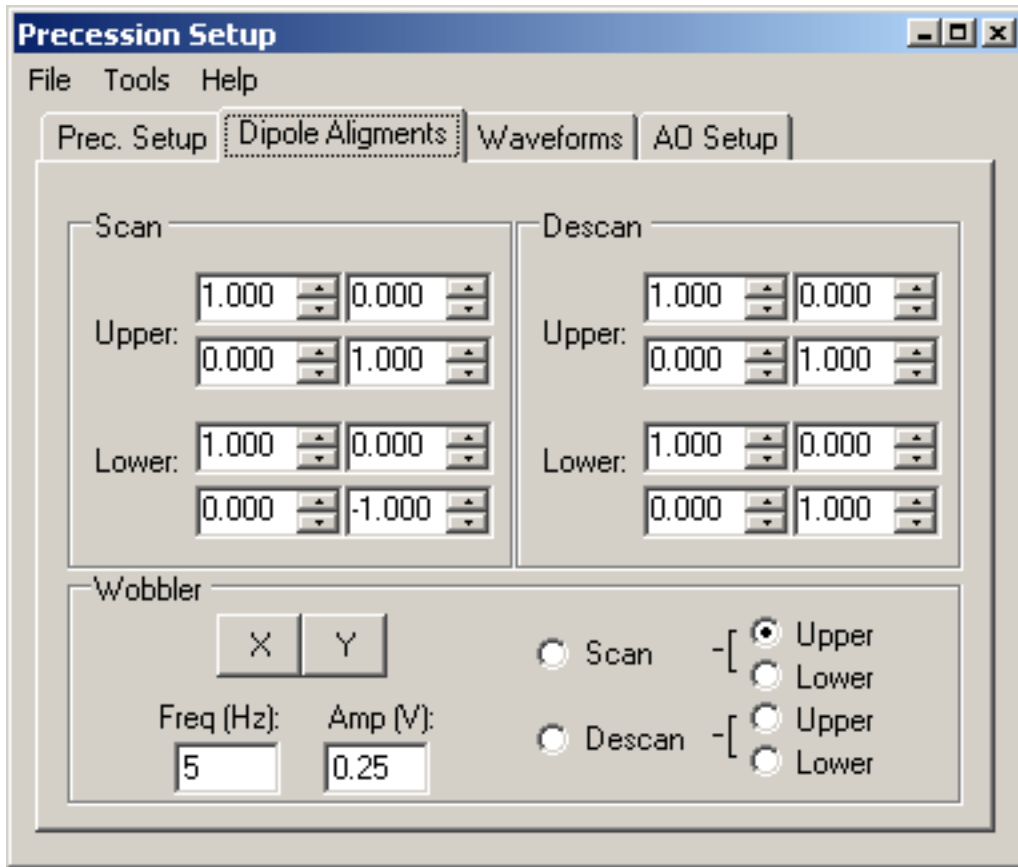 Precession Setup
File Tools Help
Prec. Setup Dipole Aligments Waveforms AO Setup
Scan
Upper:
1.000 0.000
0.000 1.000
Lower:
1.000 0.000
0.000 -1.000
Descan
Upper:
1.000 0.000
0.000 1.000
Lower:
1.000 0.000
0.000 1.000
Wobbler
X Y
Freq (Hz): Amp (V):
5 0.25
Scan
Upper
Lower
Descan
Upper
Lower